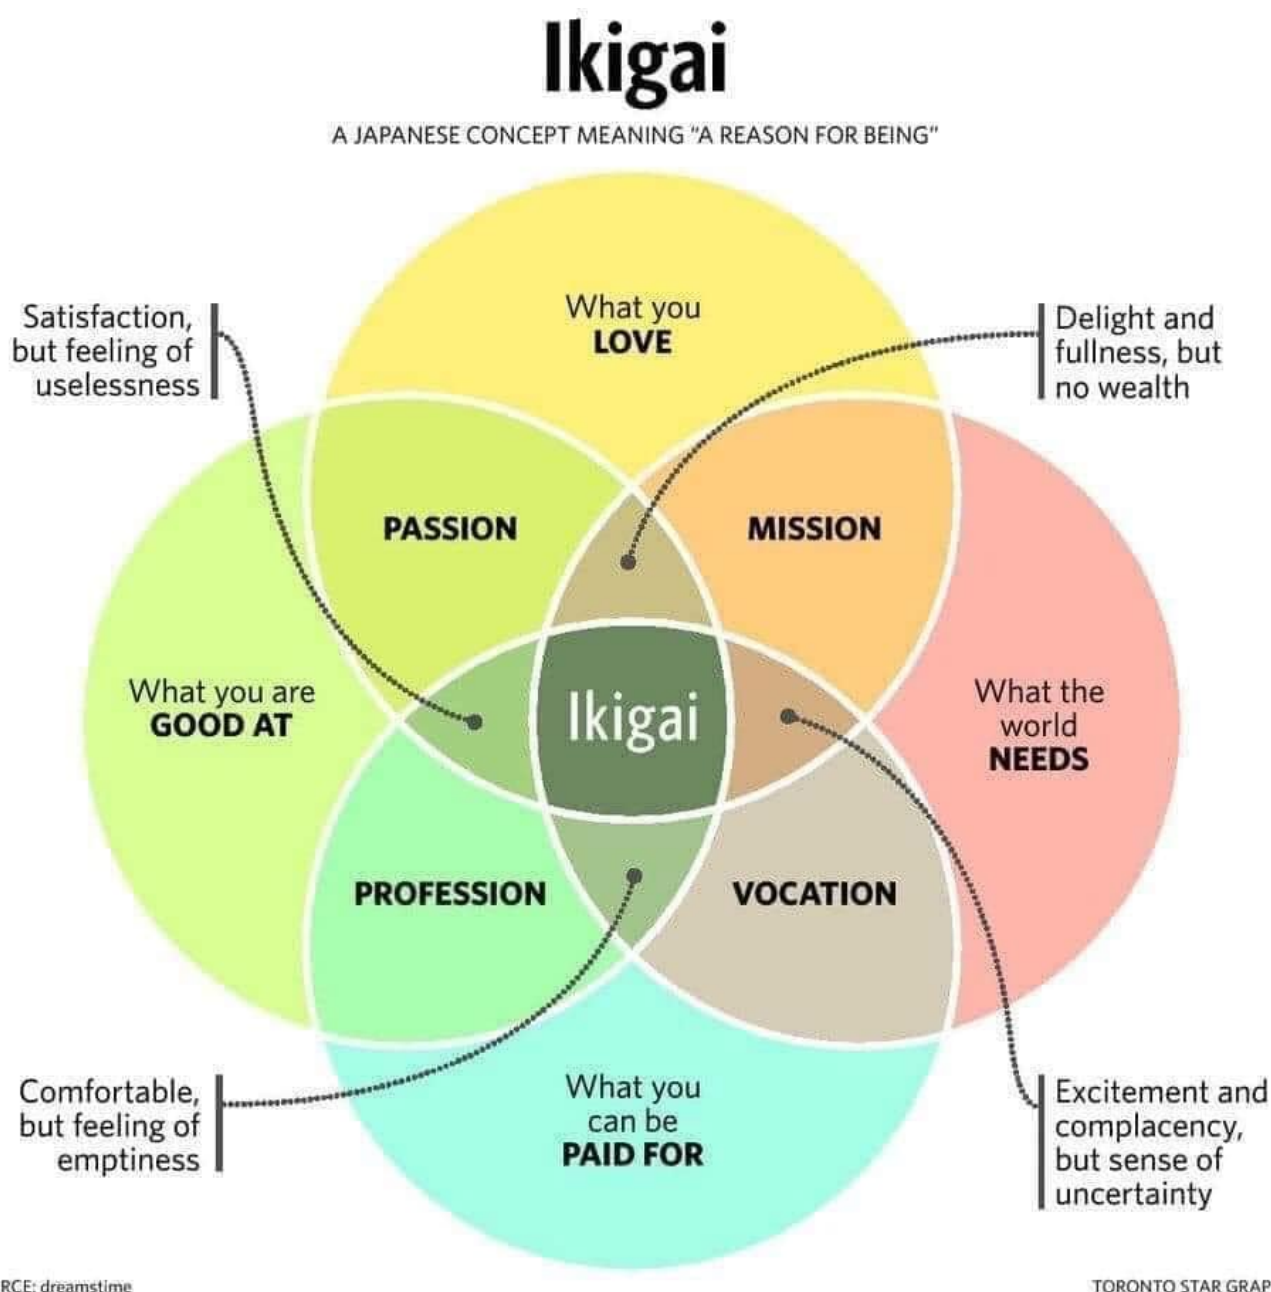 Ikigai
A JAPANESE CONCEPT MEANING "A REASON FOR BEING"
Satisfaction,
but feeling of
uselessness
What you
LOVE
Delight and
fullness, but
no wealth
PASSION
MISSION
What you are
GOOD AT
Ikigai
What the
world
NEEDS
PROFESSION
VOCATION
Comfortable,
but feeling of
emptiness
What you
can be
PAID FOR
Excitement and
complacency,
but sense of
uncertainty
RCE: dreamstime
TORONTO STAR GRAP